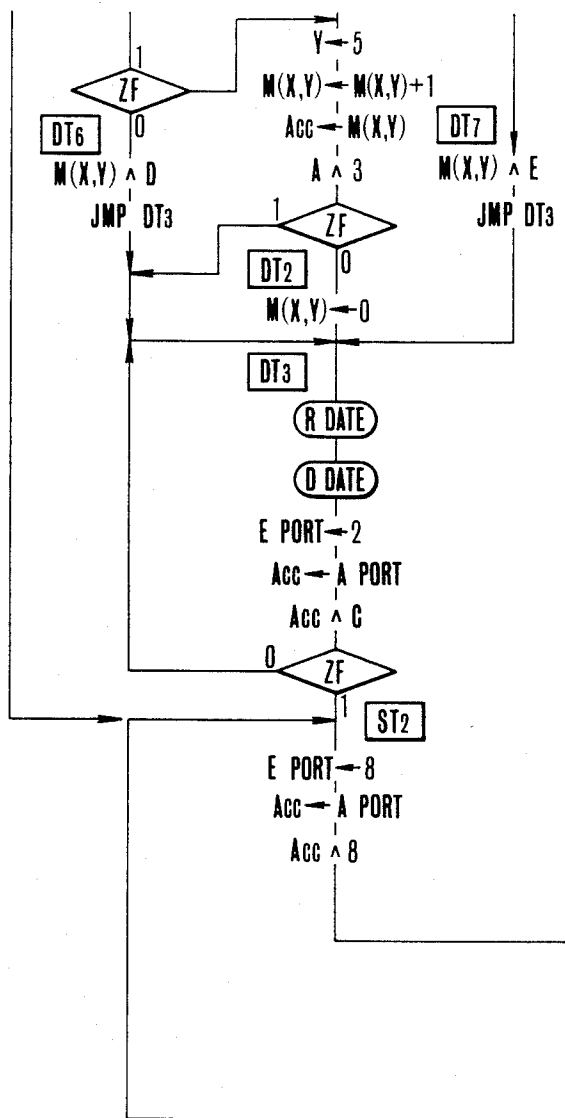 1
ZF
0
DT6
M(X,Y) ∧ D
JMP DT3
Y ← 5
M(X,Y) ← M(X,Y)+1
Acc ← M(X,Y)
A ∧ 3
1
ZF
0
DT2
M(X,Y) ← 0
DT7
M(X,Y) ∧ E
JMP DT3
DT3
R DATE
D DATE
E PORT ← 2
Acc ← A PORT
Acc ∧ C
0
ZF
1
ST2
E PORT ← 8
Acc ← A PORT
Acc ∧ 8